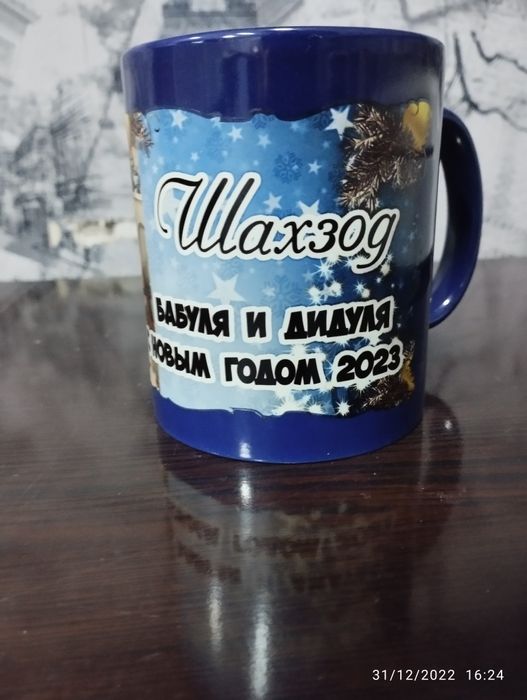 Шахзод
БАБУЛЯ И ДИДУЛЯ
НОВЫМ ГОДОМ 2023
31/12/2022 16:24